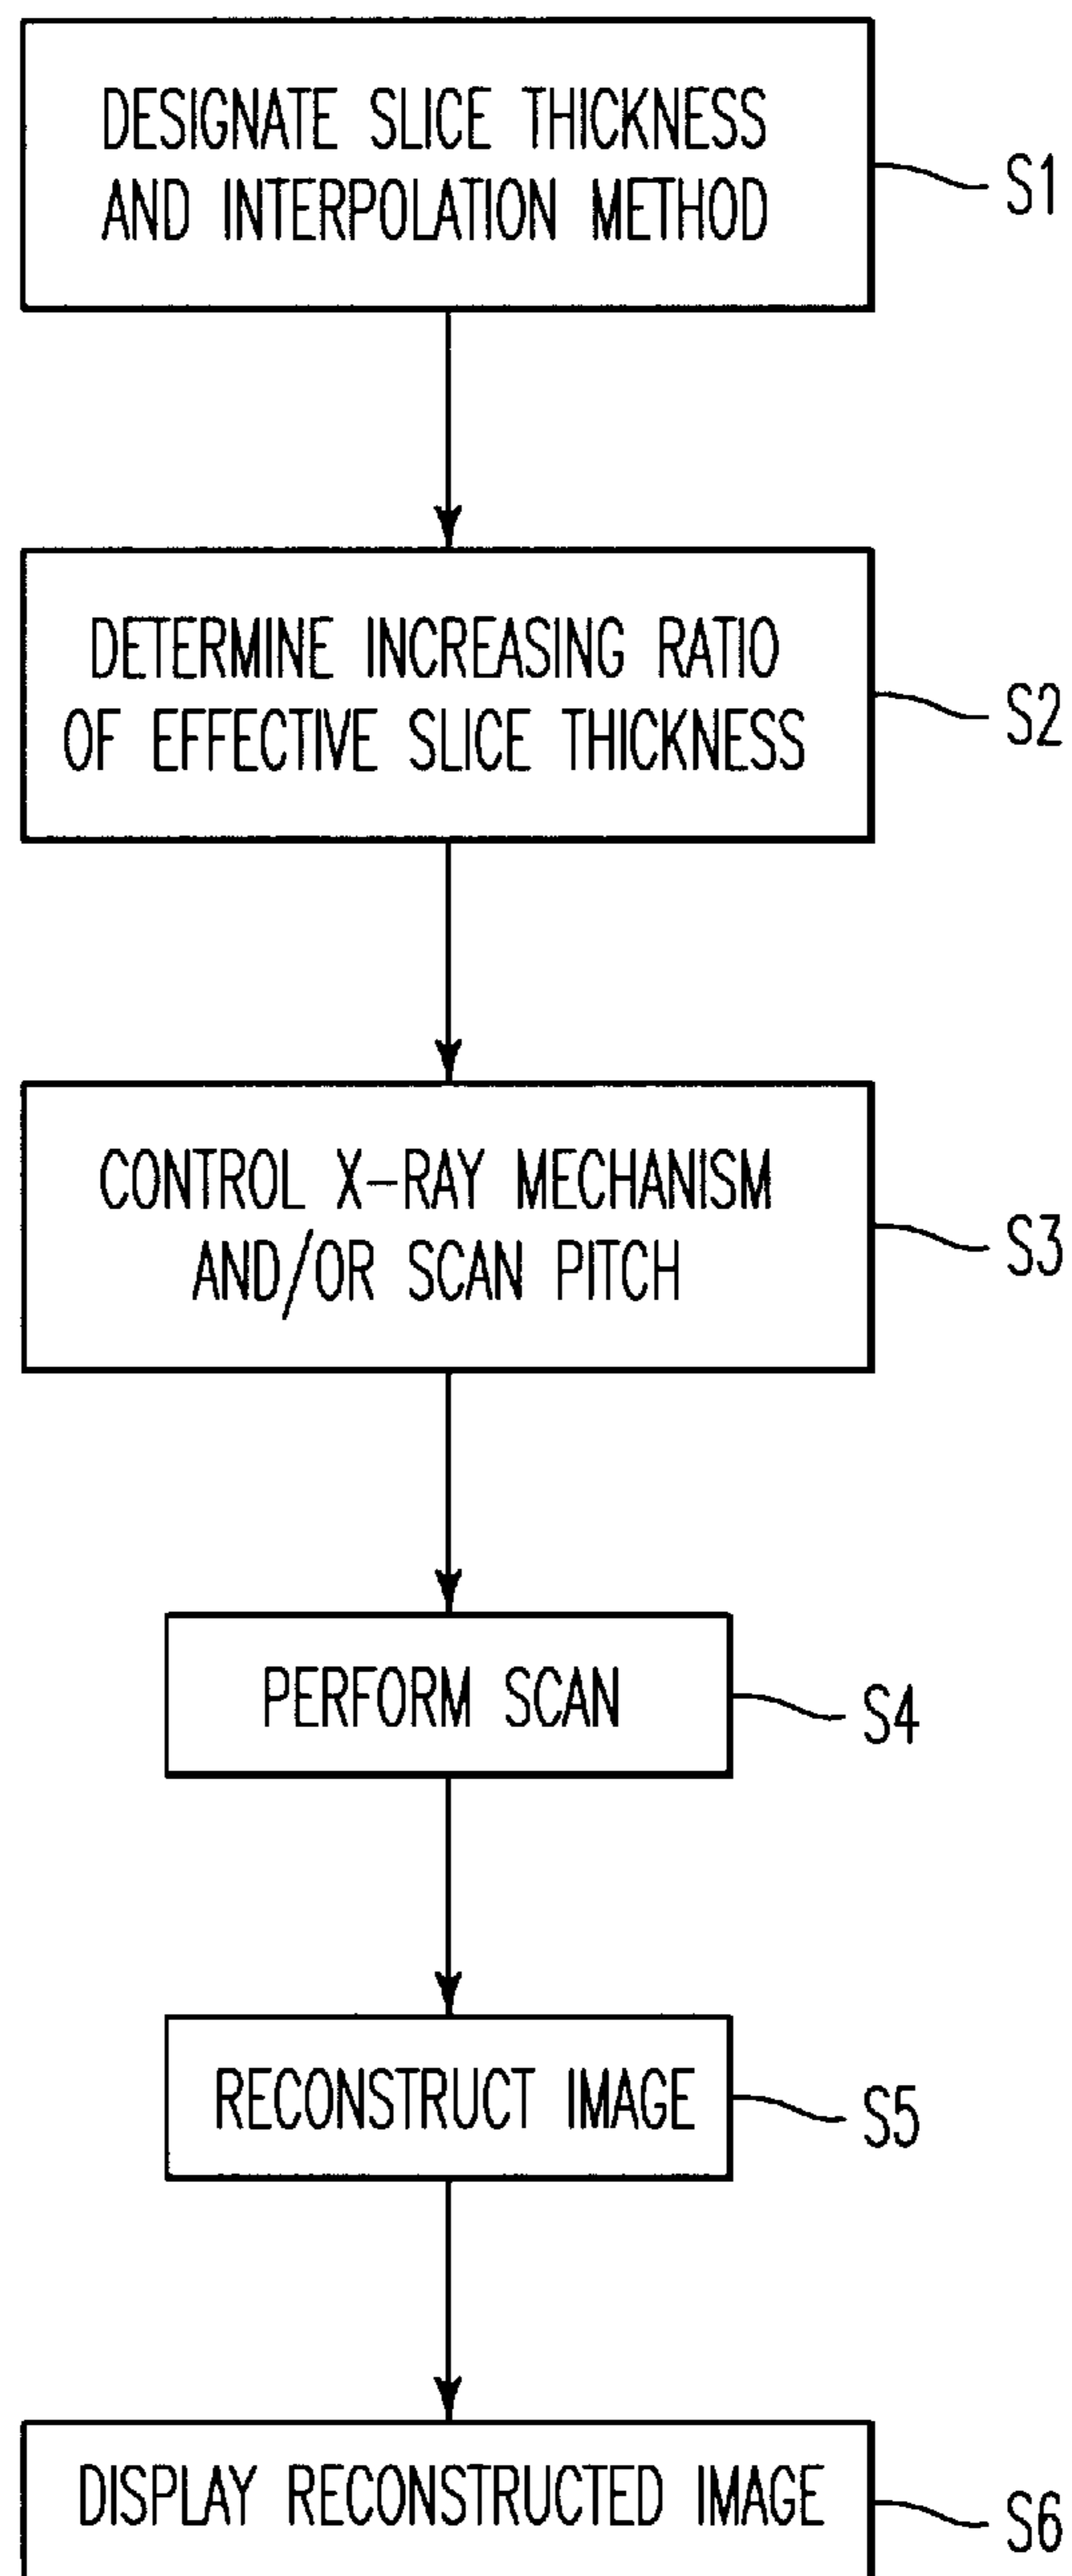 DESIGNATE SLICE THICKNESS
AND INTERPOLATION METHOD
S1
DETERMINE INCREASING RATIO
OF EFFECTIVE SLICE THICKNESS
S2
CONTROL X-RAY MECHANISM
AND/OR SCAN PITCH
S3
PERFORM SCAN
S4
RECONSTRUCT IMAGE
S5
DISPLAY RECONSTRUCTED IMAGE
S6